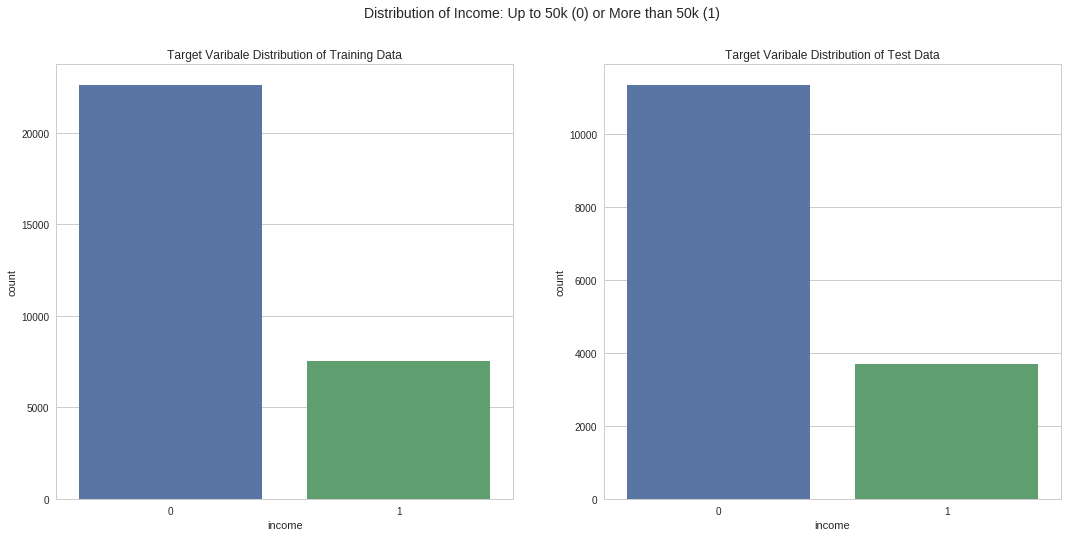 Distribution of Income: Up to 50k (0) or More than 50k (1)
Target Varibale Distribution of Training Data
20000
15000
10000
5000
0
count
0 1
income
Target Varibale Distribution of Test Data
10000
8000
6000
4000
2000
0
count
0 1
income